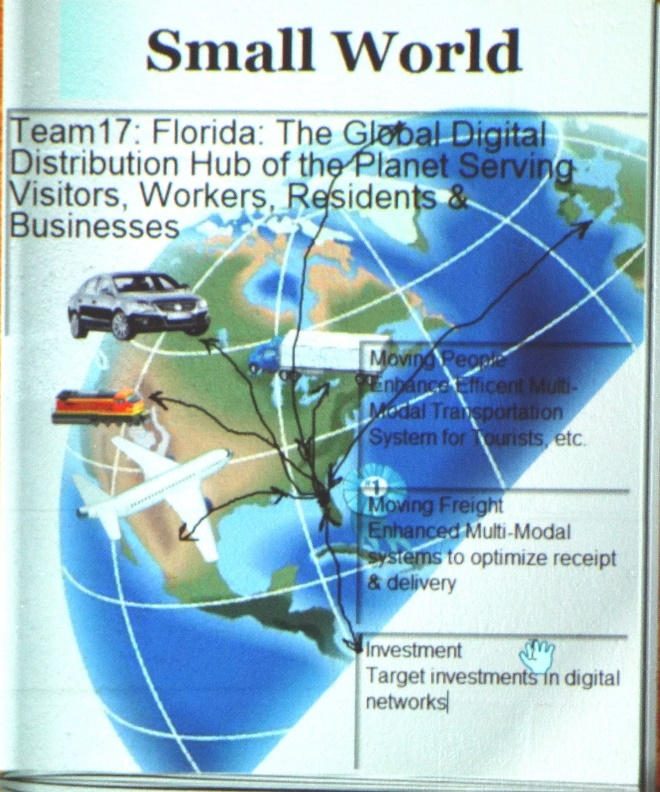 Small World
Team17: Florida: The Global Digital
Distribution Hub of the Planet Serving
Visitors, Workers, Residents &
Businesses
Moving People
Enhance Efficent Multi-
Modal Transportation
System for Tourists, etc.
#1
Moving Freight
Enhanced Multi-Modal
systems to optimize receipt
& delivery
Investment
Target investments in digital
networks